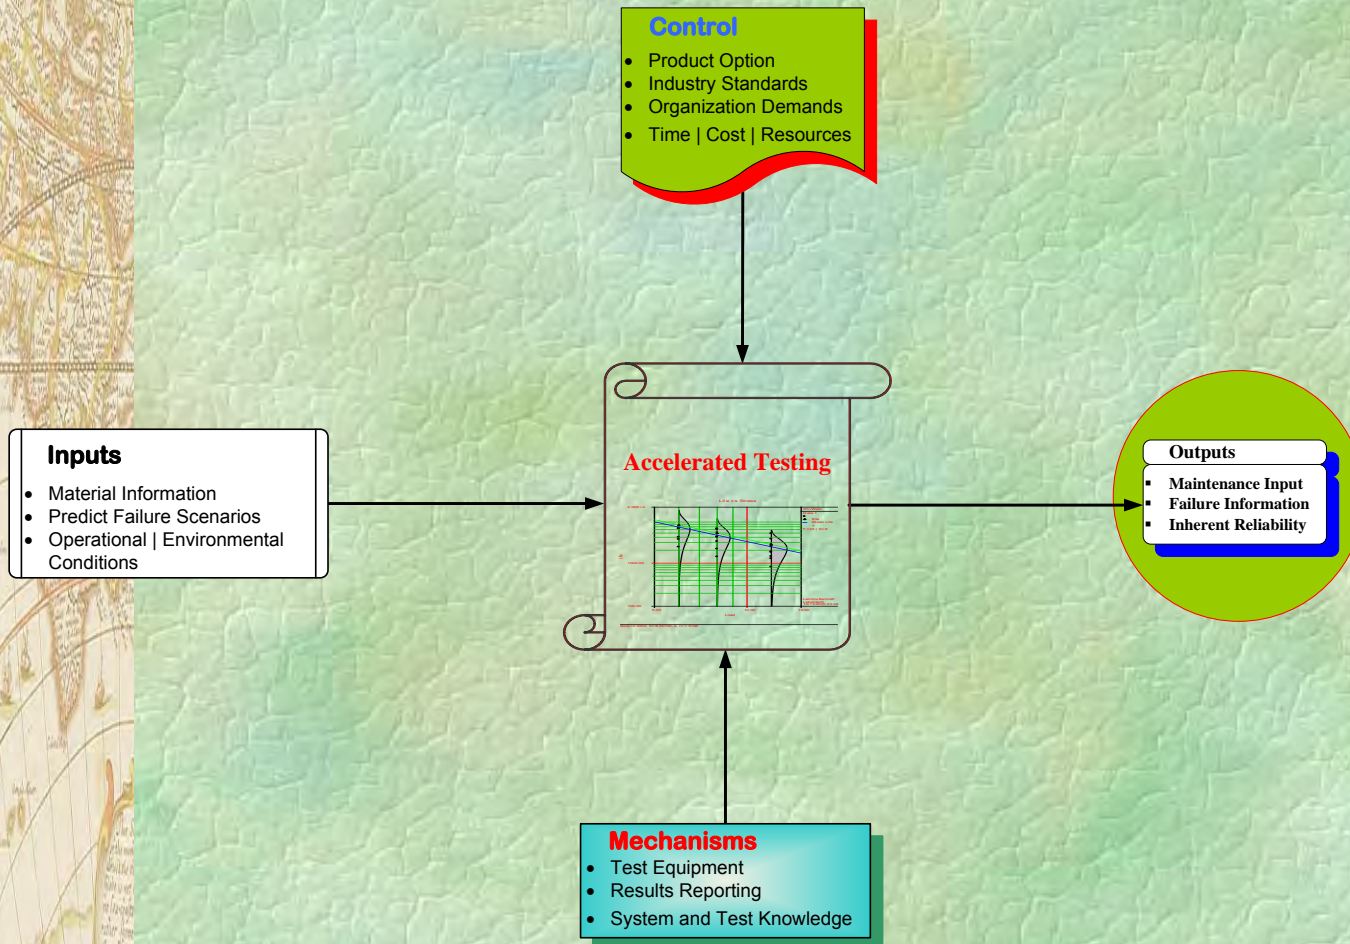 Control
• Product Option
• Industry Standards
• Organization Demands
• Time | Cost | Resources
Inputs
• Material Information
• Predict Failure Scenarios
• Operational | Environmental
Conditions
Accelerated Testing
Outputs
▪ Maintenance Input
▪ Failure Information
▪ Inherent Reliability
Mechanisms
• Test Equipment
• Results Reporting
• System and Test Knowledge